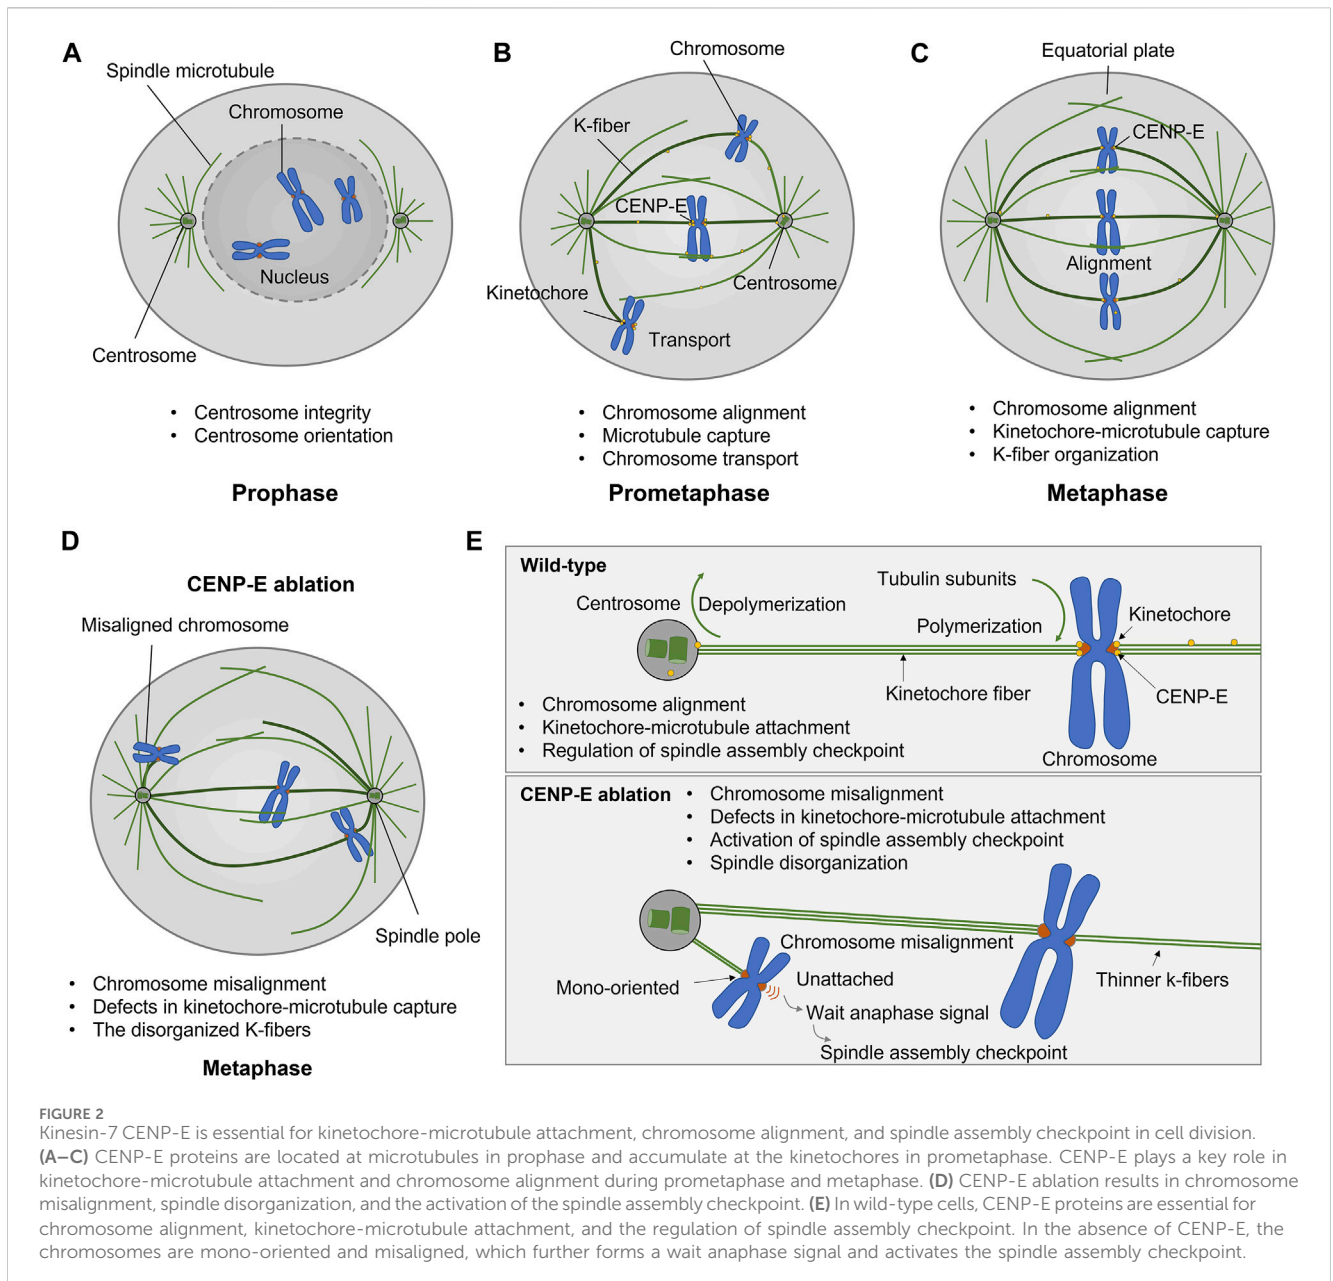 A
Spindle microtubule
Chromosome
Nucleus
Centrosome
• Centrosome integrity
• Centrosome orientation
Prophase
B
Chromosome
K-fiber
CENP-E
Kinetochore
Centrosome
Transport
• Chromosome alignment
• Microtubule capture
• Chromosome transport
Prometaphase
C
Equatorial plate
CENP-E
Alignment
• Chromosome alignment
• Kinetochore-microtubule capture
• K-fiber organization
Metaphase
D
CENP-E ablation
Misaligned chromosome
Spindle pole
• Chromosome misalignment
• Defects in kinetochore-microtubule capture
• The disorganized K-fibers
Metaphase
E
Wild-type
Centrosome
Depolymerization
Tubulin subunits
Polymerization
Kinetochore
Kinetochore fiber
CENP-E
Chromosome
• Chromosome alignment
• Kinetochore-microtubule attachment
• Regulation of spindle assembly checkpoint
CENP-E ablation
• Chromosome misalignment
• Defects in kinetochore-microtubule attachment
• Activation of spindle assembly checkpoint
• Spindle disorganization
Chromosome misalignment
Mono-oriented
Unattached
Thinner k-fibers
Wait anaphase signal
Spindle assembly checkpoint
FIGURE 2
Kinesin-7 CENP-E is essential for kinetochore-microtubule attachment, chromosome alignment, and spindle assembly checkpoint in cell division.
(A–C) CENP-E proteins are located at microtubules in prophase and accumulate at the kinetochores in prometaphase. CENP-E plays a key role in
kinetochore-microtubule attachment and chromosome alignment during prometaphase and metaphase. (D) CENP-E ablation results in chromosome
misalignment, spindle disorganization, and the activation of the spindle assembly checkpoint. (E) In wild-type cells, CENP-E proteins are essential for
chromosome alignment, kinetochore-microtubule attachment, and the regulation of spindle assembly checkpoint. In the absence of CENP-E, the
chromosomes are mono-oriented and misaligned, which further forms a wait anaphase signal and activates the spindle assembly checkpoint.